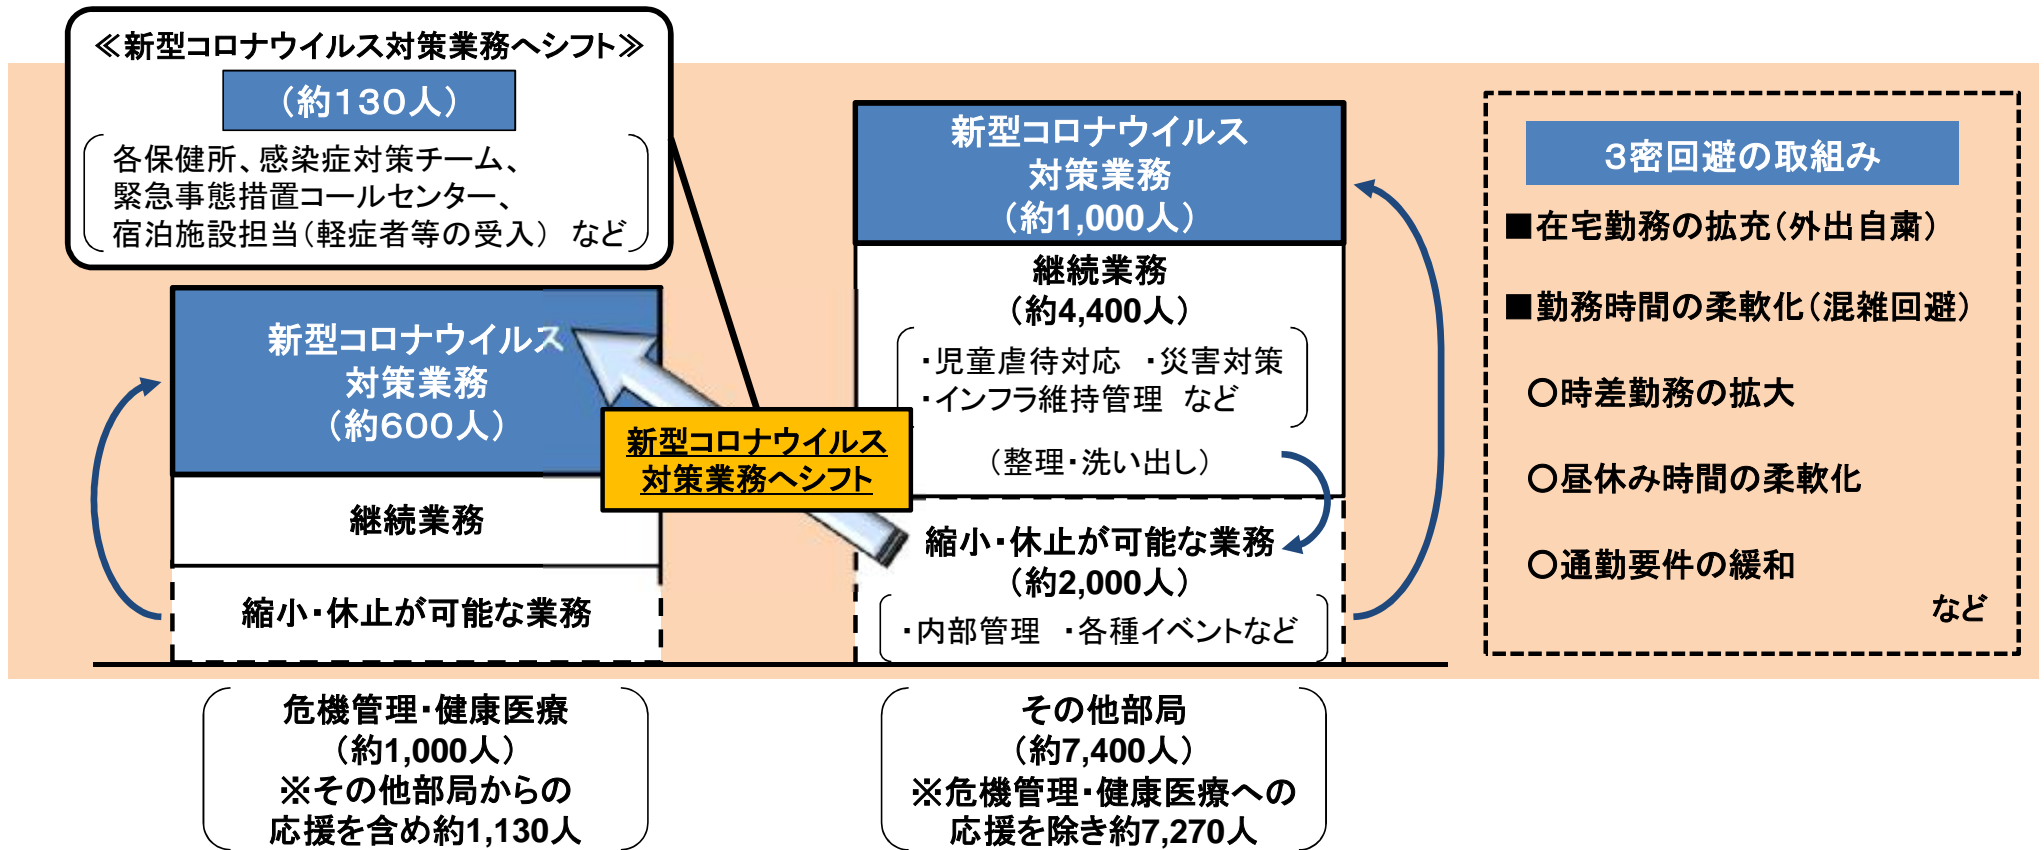 ≪新型コロナウイルス対策業務へシフト≫
（約１３０人）
各保健所、感染症対策チーム、
緊急事態措置コールセンター、
宿泊施設担当（軽症者等の受入）　など
新型コロナウイルス
対策業務
（約６００人）
継続業務
縮小・休止が可能な業務
新型コロナウイルス
対策業務へシフト
新型コロナウイルス
対策業務
（約1,000人）
継続業務
（約4,400人）
・児童虐待対応　・災害対策
・インフラ維持管理　など
（整理・洗い出し）
縮小・休止が可能な業務
（約2,000人）
・内部管理　・各種イベントなど
３密回避の取組み
■在宅勤務の拡充（外出自粛）
■勤務時間の柔軟化（混雑回避）
〇時差勤務の拡大
〇昼休み時間の柔軟化
〇通勤要件の緩和
など
危機管理・健康医療
（約1,000人）
※その他部局からの
応援を含め約1,130人
その他部局
（約7,400人）
※危機管理・健康医療への
応援を除き約7,270人